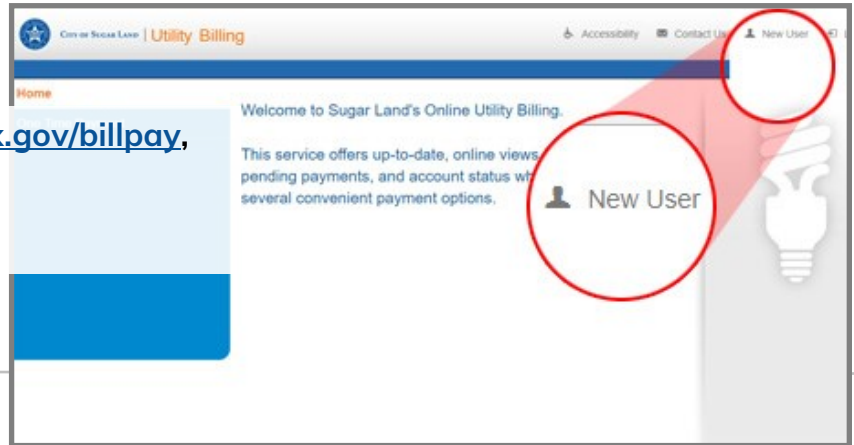 CITY OF SUGAR LAND | Utility Billing
Accessibility Contact Us New User
Home
.gov/billpay,
Welcome to Sugar Land's Online Utility Billing.
This service offers up-to-date, online views
pending payments, and account status
several convenient payment options.
New User